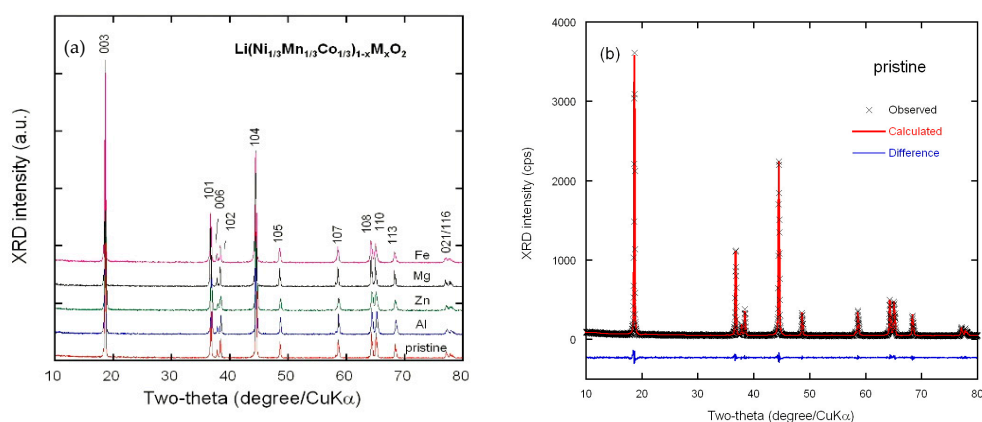 (a)
003
Li(Ni1/3Mn1/3Co1/3)1-xMxO2
104
101
006
102
105
107
108
110
113
021/116
Fe
Mg
Zn
Al
pristine
XRD intensity (a.u.)
10 20 30 40 50 60 70 80
Two-theta (degree/CuKα)
(b)
pristine
Observed
Calculated
Difference
XRD intensity (cps)
4000
3000
2000
1000
0
10 20 30 40 50 60 70 80
Two-theta (degree/CuKα)